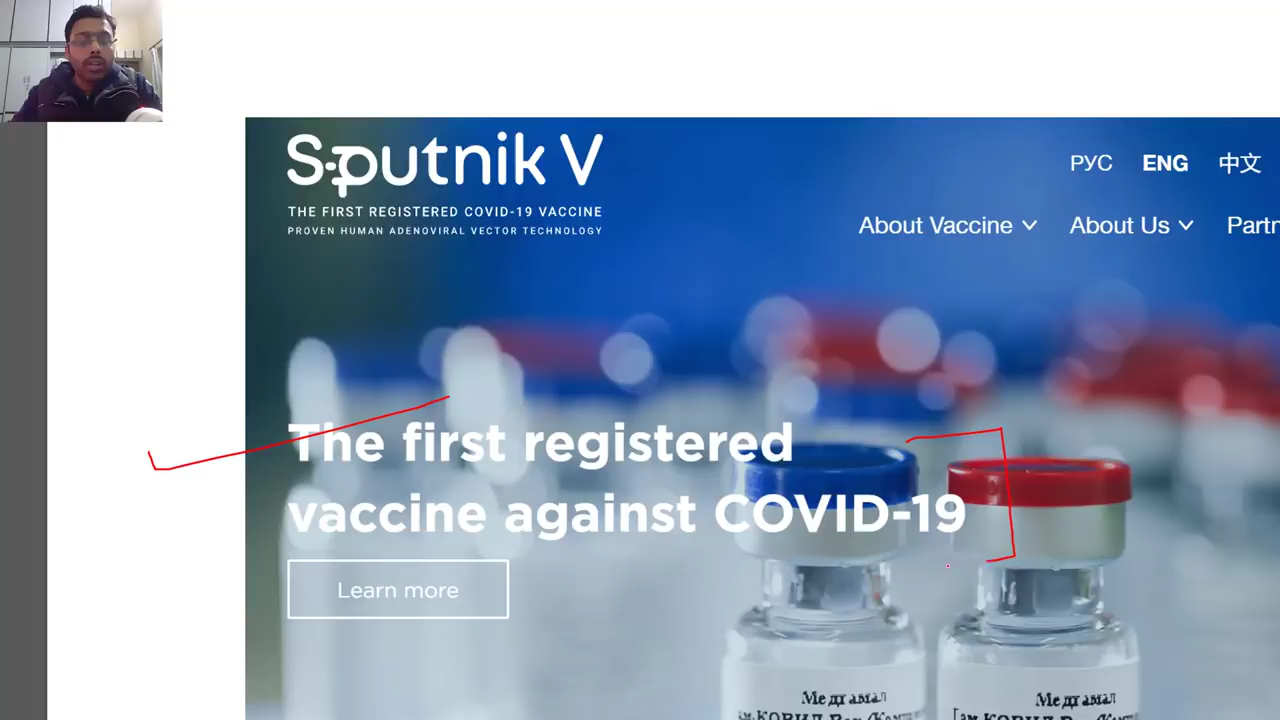 Sputnik V
THE FIRST REGISTERED COVID-19 VACCINE
PROVEN HUMAN ADENOVIRAL VECTOR TECHNOLOGY
РУС ENG 中文
About Vaccine About Us Partn
The first registered
vaccine against COVID-19
Learn more
Медгамал Медгамал